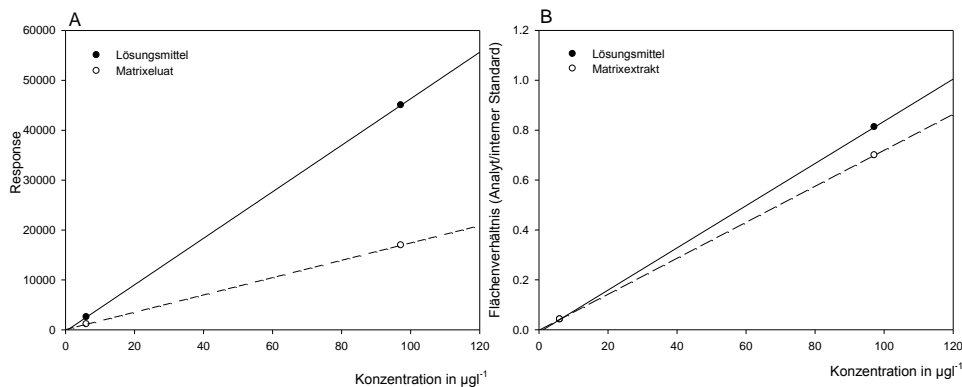 A
60000
50000
40000
30000
20000
10000
0
Response
Lösungsmittel
Matrixeluat
0 20 40 60 80 100 120
Konzentration in µgl-1
B
1.2
1.0
0.8
0.6
0.4
0.2
0.0
Flächenverhältnis (Analyt/interner Standard)
Lösungsmittel
Matrixextrakt
0 20 40 60 80 100 120
Konzentration in µgl-1